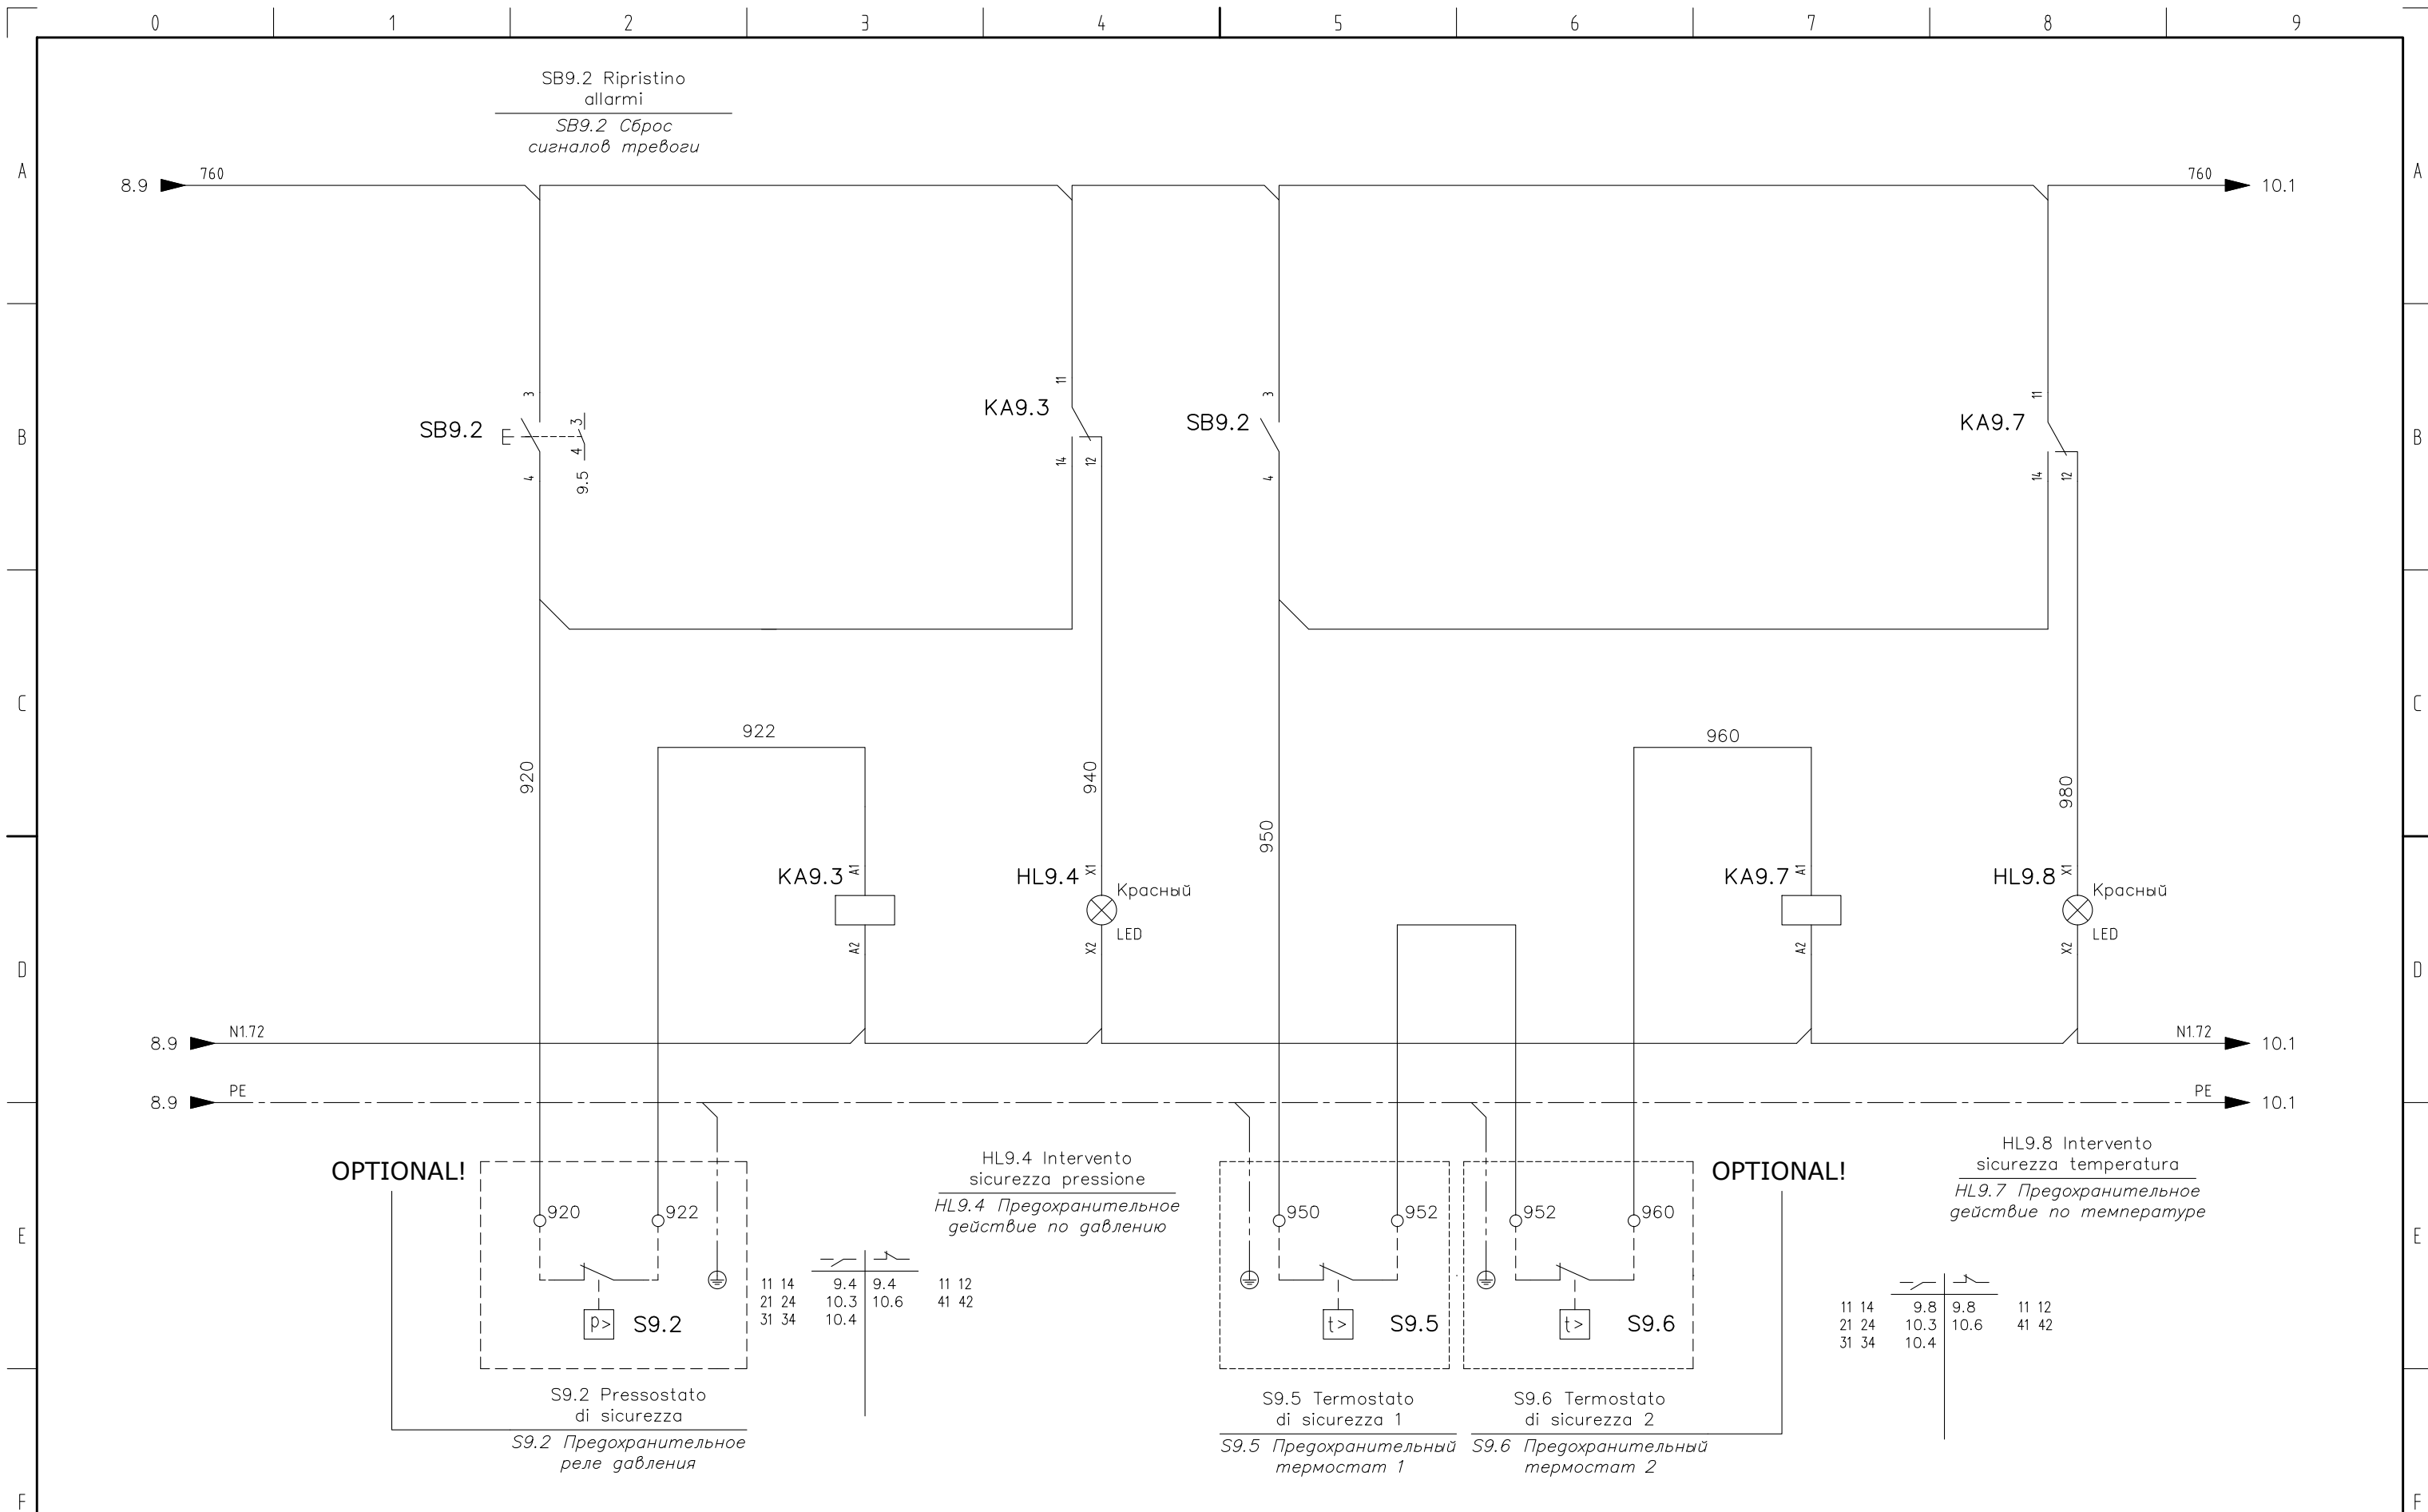 0 1 2 3 4 5 6 7 8 9
SB9.2 Ripristino
allarmi
SB9.2 Сброс
сигналов тревоги
A
8.9
760
760
10.1
A
B
SB9.2
3
4
3
4
9.5
KA9.3
11
14
12
SB9.2
3
4
KA9.7
11
14
12
B
C
922
920
940
960
950
980
C
KA9.3
A1
A2
HL9.4
X1
X2
Красный
LED
KA9.7
A1
A2
HL9.8
X1
X2
Красный
LED
D
D
8.9
N1.72
N1.72
10.1
8.9
PE
PE
10.1
OPTIONAL!
920
922
p>
S9.2
S9.2 Pressostato
di sicurezza
S9.2 Предохранительное
реле давления
HL9.4 Intervento
sicurezza pressione
HL9.4 Предохранительное
действие по давлению
11 14 9.4 9.4 11 12
21 24 10.3 10.6 41 42
31 34 10.4
950
952
t>
S9.5
S9.5 Termostato
di sicurezza 1
S9.5 Предохранительный
термостат 1
952
960
t>
S9.6
S9.6 Termostato
di sicurezza 2
S9.6 Предохранительный
термостат 2
OPTIONAL!
HL9.8 Intervento
sicurezza temperatura
HL9.7 Предохранительное
действие по температуре
11 14 9.8 9.8 11 12
21 24 10.3 10.6 41 42
31 34 10.4
E
E
F
F